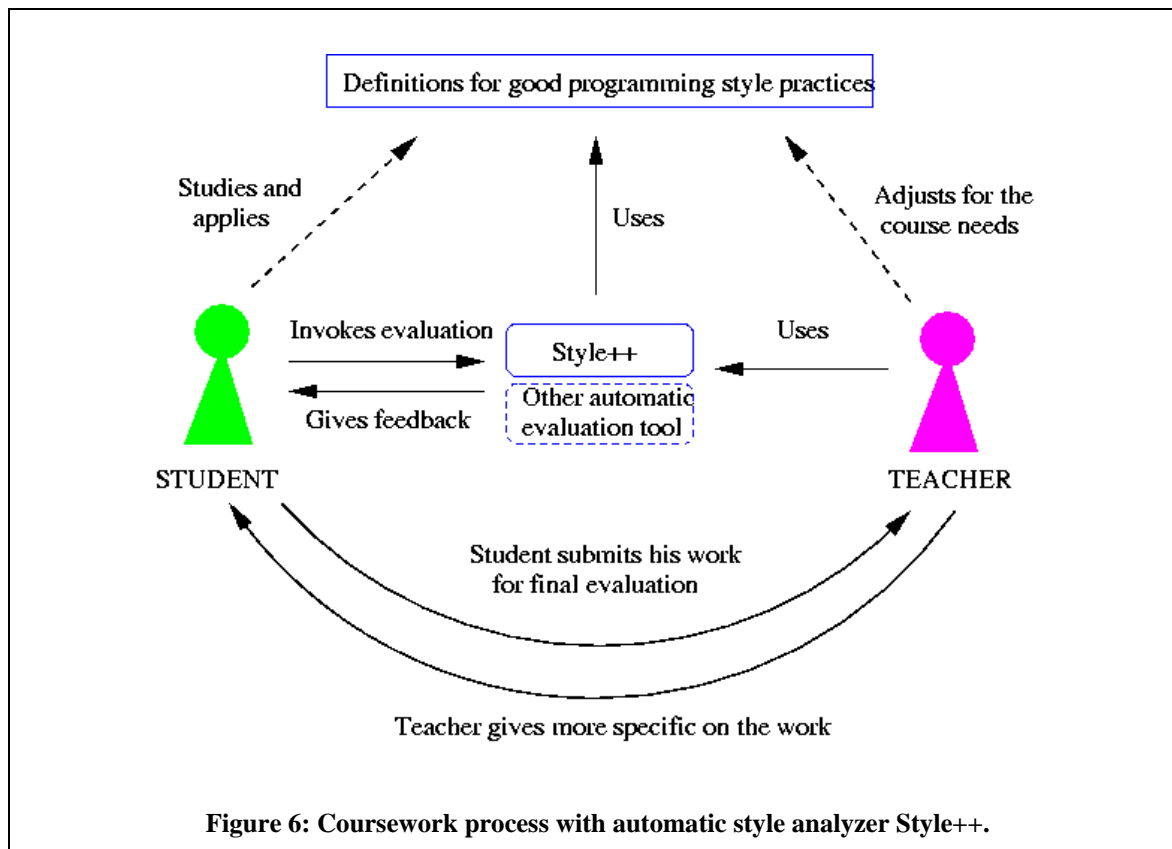 Definitions for good programming style practices
Studies and
applies
Uses
Adjusts for the
course needs
Invokes evaluation
Gives feedback
Style++
Other automatic
evaluation tool
Uses
STUDENT
TEACHER
Student submits his work
for final evaluation
Teacher gives more specific on the work
Figure 6: Coursework process with automatic style analyzer Style++.